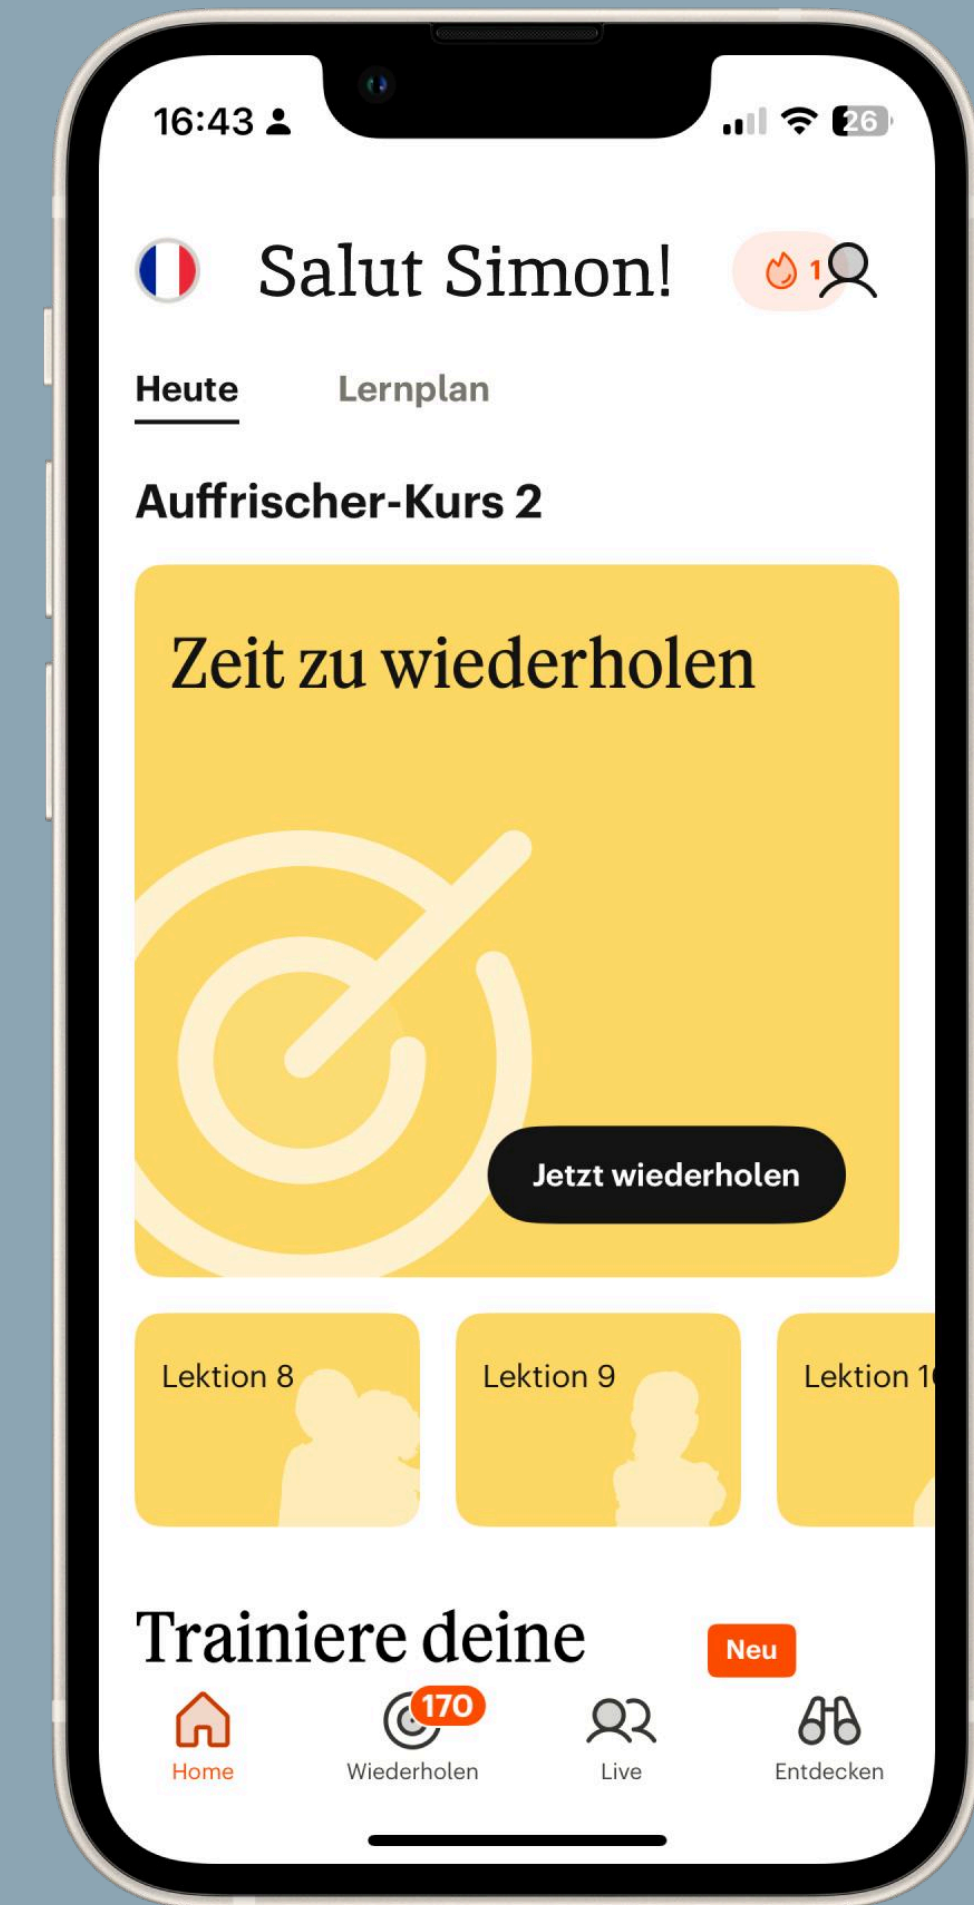 16:43
26
Salut Simon!
1
Heute
Lernplan
Auffrischer-Kurs 2
Zeit zu wiederholen
Jetzt wiederholen
Lektion 8
Lektion 9
Lektion
Trainiere deine
Neu
170
Home
Wiederholen
Live
Entdecken